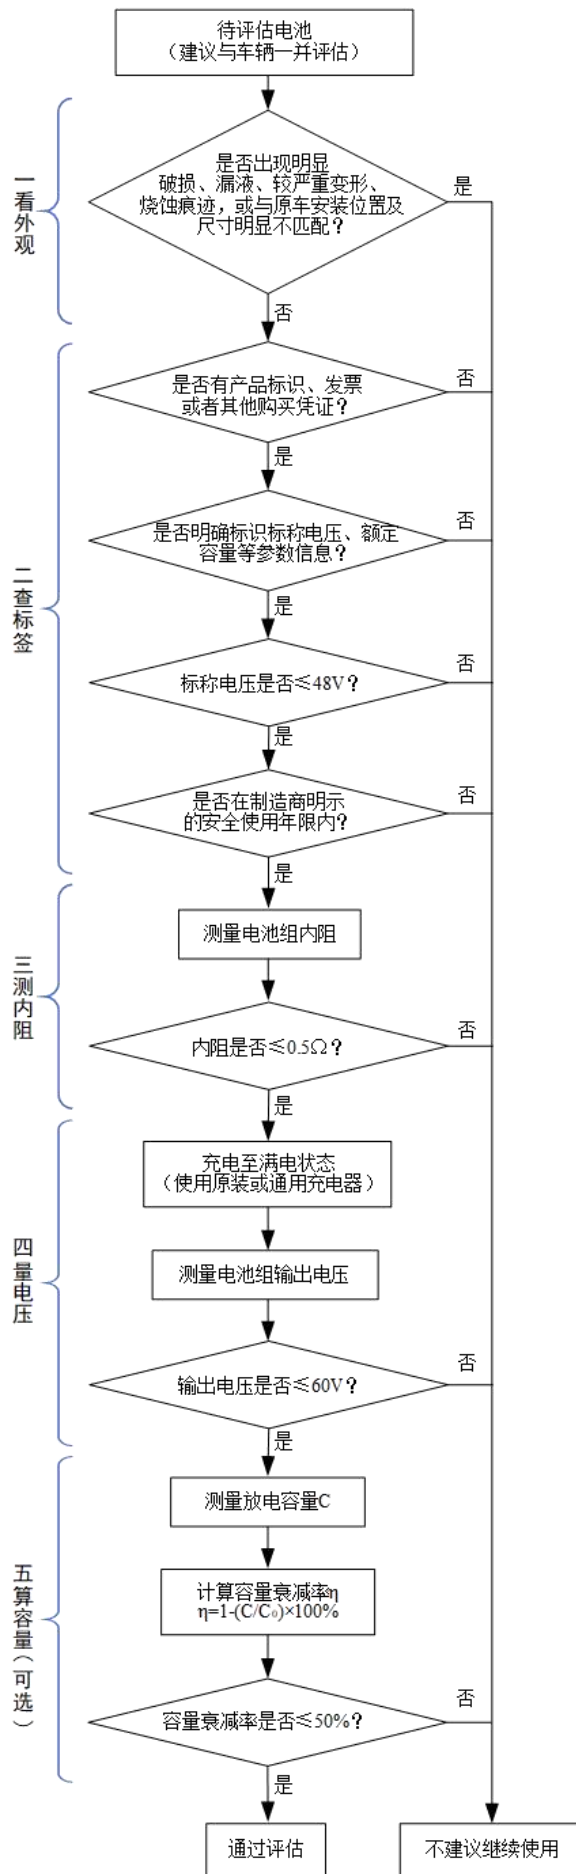 待评估电池
（建议与车辆一并评估）
一看外观
是否出现明显
破损、漏液、较严重变形、
烧蚀痕迹，或与原车安装位置及
尺寸明显不匹配？
是
否
二查标签
是否有产品标识、发票
或者其他购买凭证？
否
是
是否明确标识标称电压、额定
容量等参数信息？
否
是
标称电压是否≤48V？
否
是
是否在制造商明示
的安全使用年限内？
否
是
三测内阻
测量电池组内阻
内阻是否≤0.5Ω？
否
是
四量电压
充电至满电状态
（使用原装或通用充电器）
测量电池组输出电压
输出电压是否≤60V？
否
是
五算容量（可选）
测量放电容量C
计算容量衰减率η
η=1-(C/C₀)×100%
容量衰减率是否≤50%？
否
是
通过评估
不建议继续使用